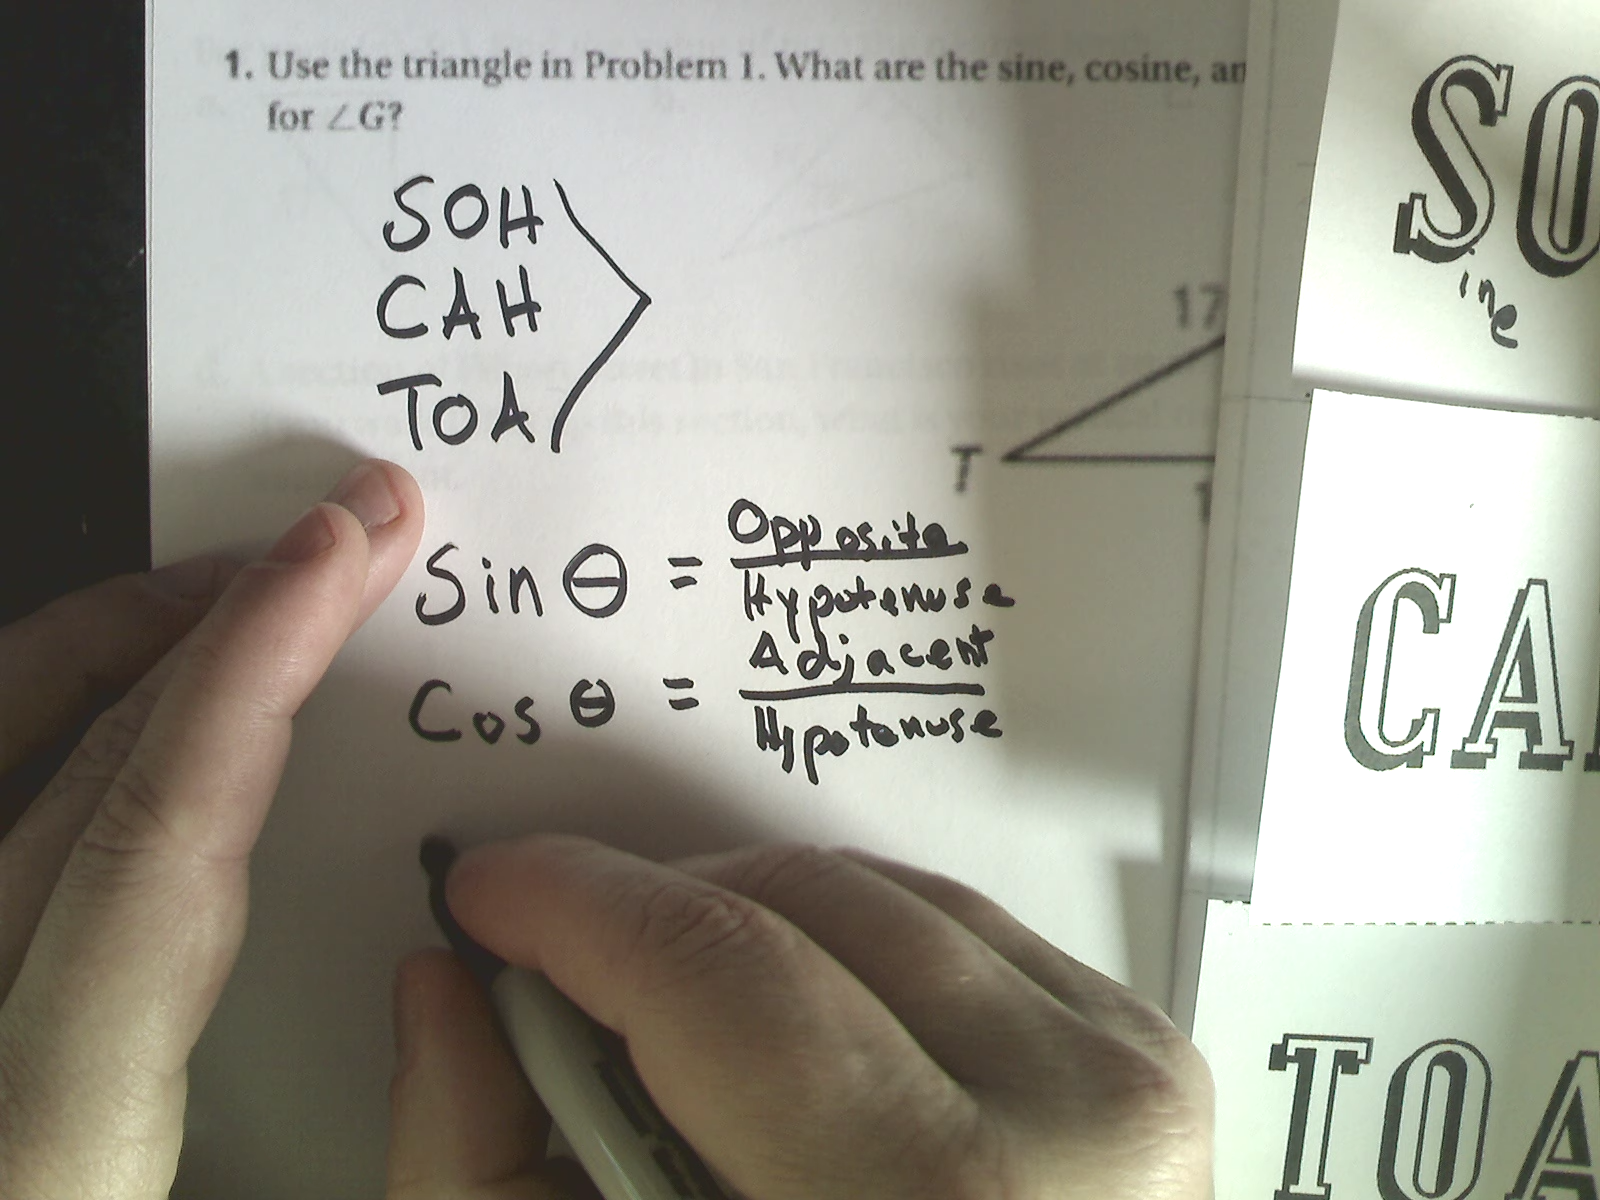 1. Use the triangle in Problem 1. What are the sine, cosine, an
for ∠G?
SOH
CAH
TOA
17
T
Sin θ = Opposite
Hypotenuse
Cos θ = Adjacent
Hypotenuse
SO
ine
CA
TOA